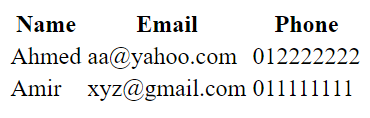 Name Email Phone
Ahmed aa@yahoo.com 012222222
Amir xyz@gmail.com 011111111